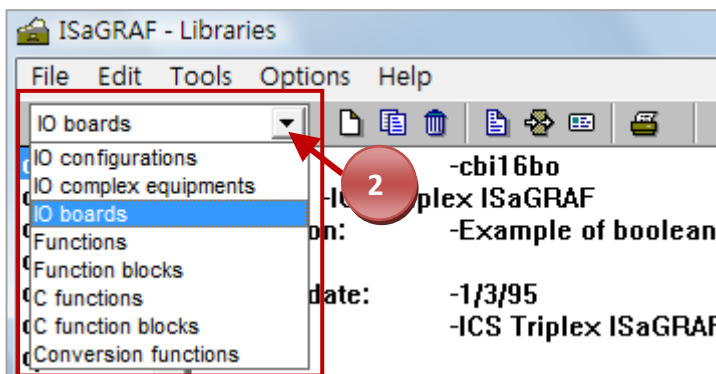 ISaGRAF - Libraries
File Edit Tools Options Help
IO boards
IO configurations
-cbi16bo
IO complex equipments
2
IO boards
plex ISaGRAF
Functions
on: -Example of boolean
Function blocks
C functions
date: -1/3/95
C function blocks
-ICS Triplex ISaGRAF
Conversion functions